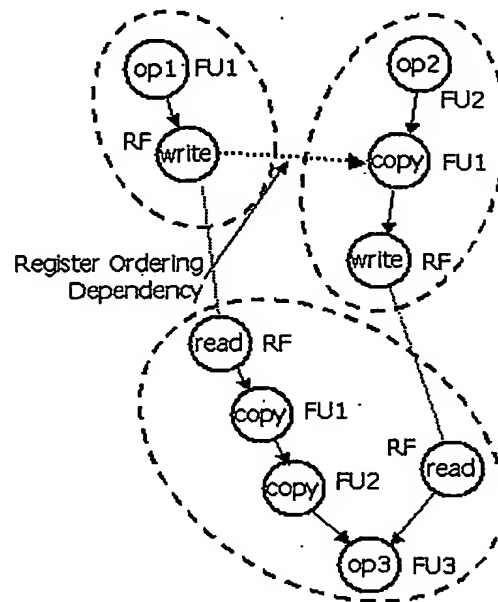 op1 FU1
op2
FU2
RF write
copy FU1
write RF
Register Ordering
Dependency
read RF
copy FU1
RF
read
copy FU2
op3 FU3